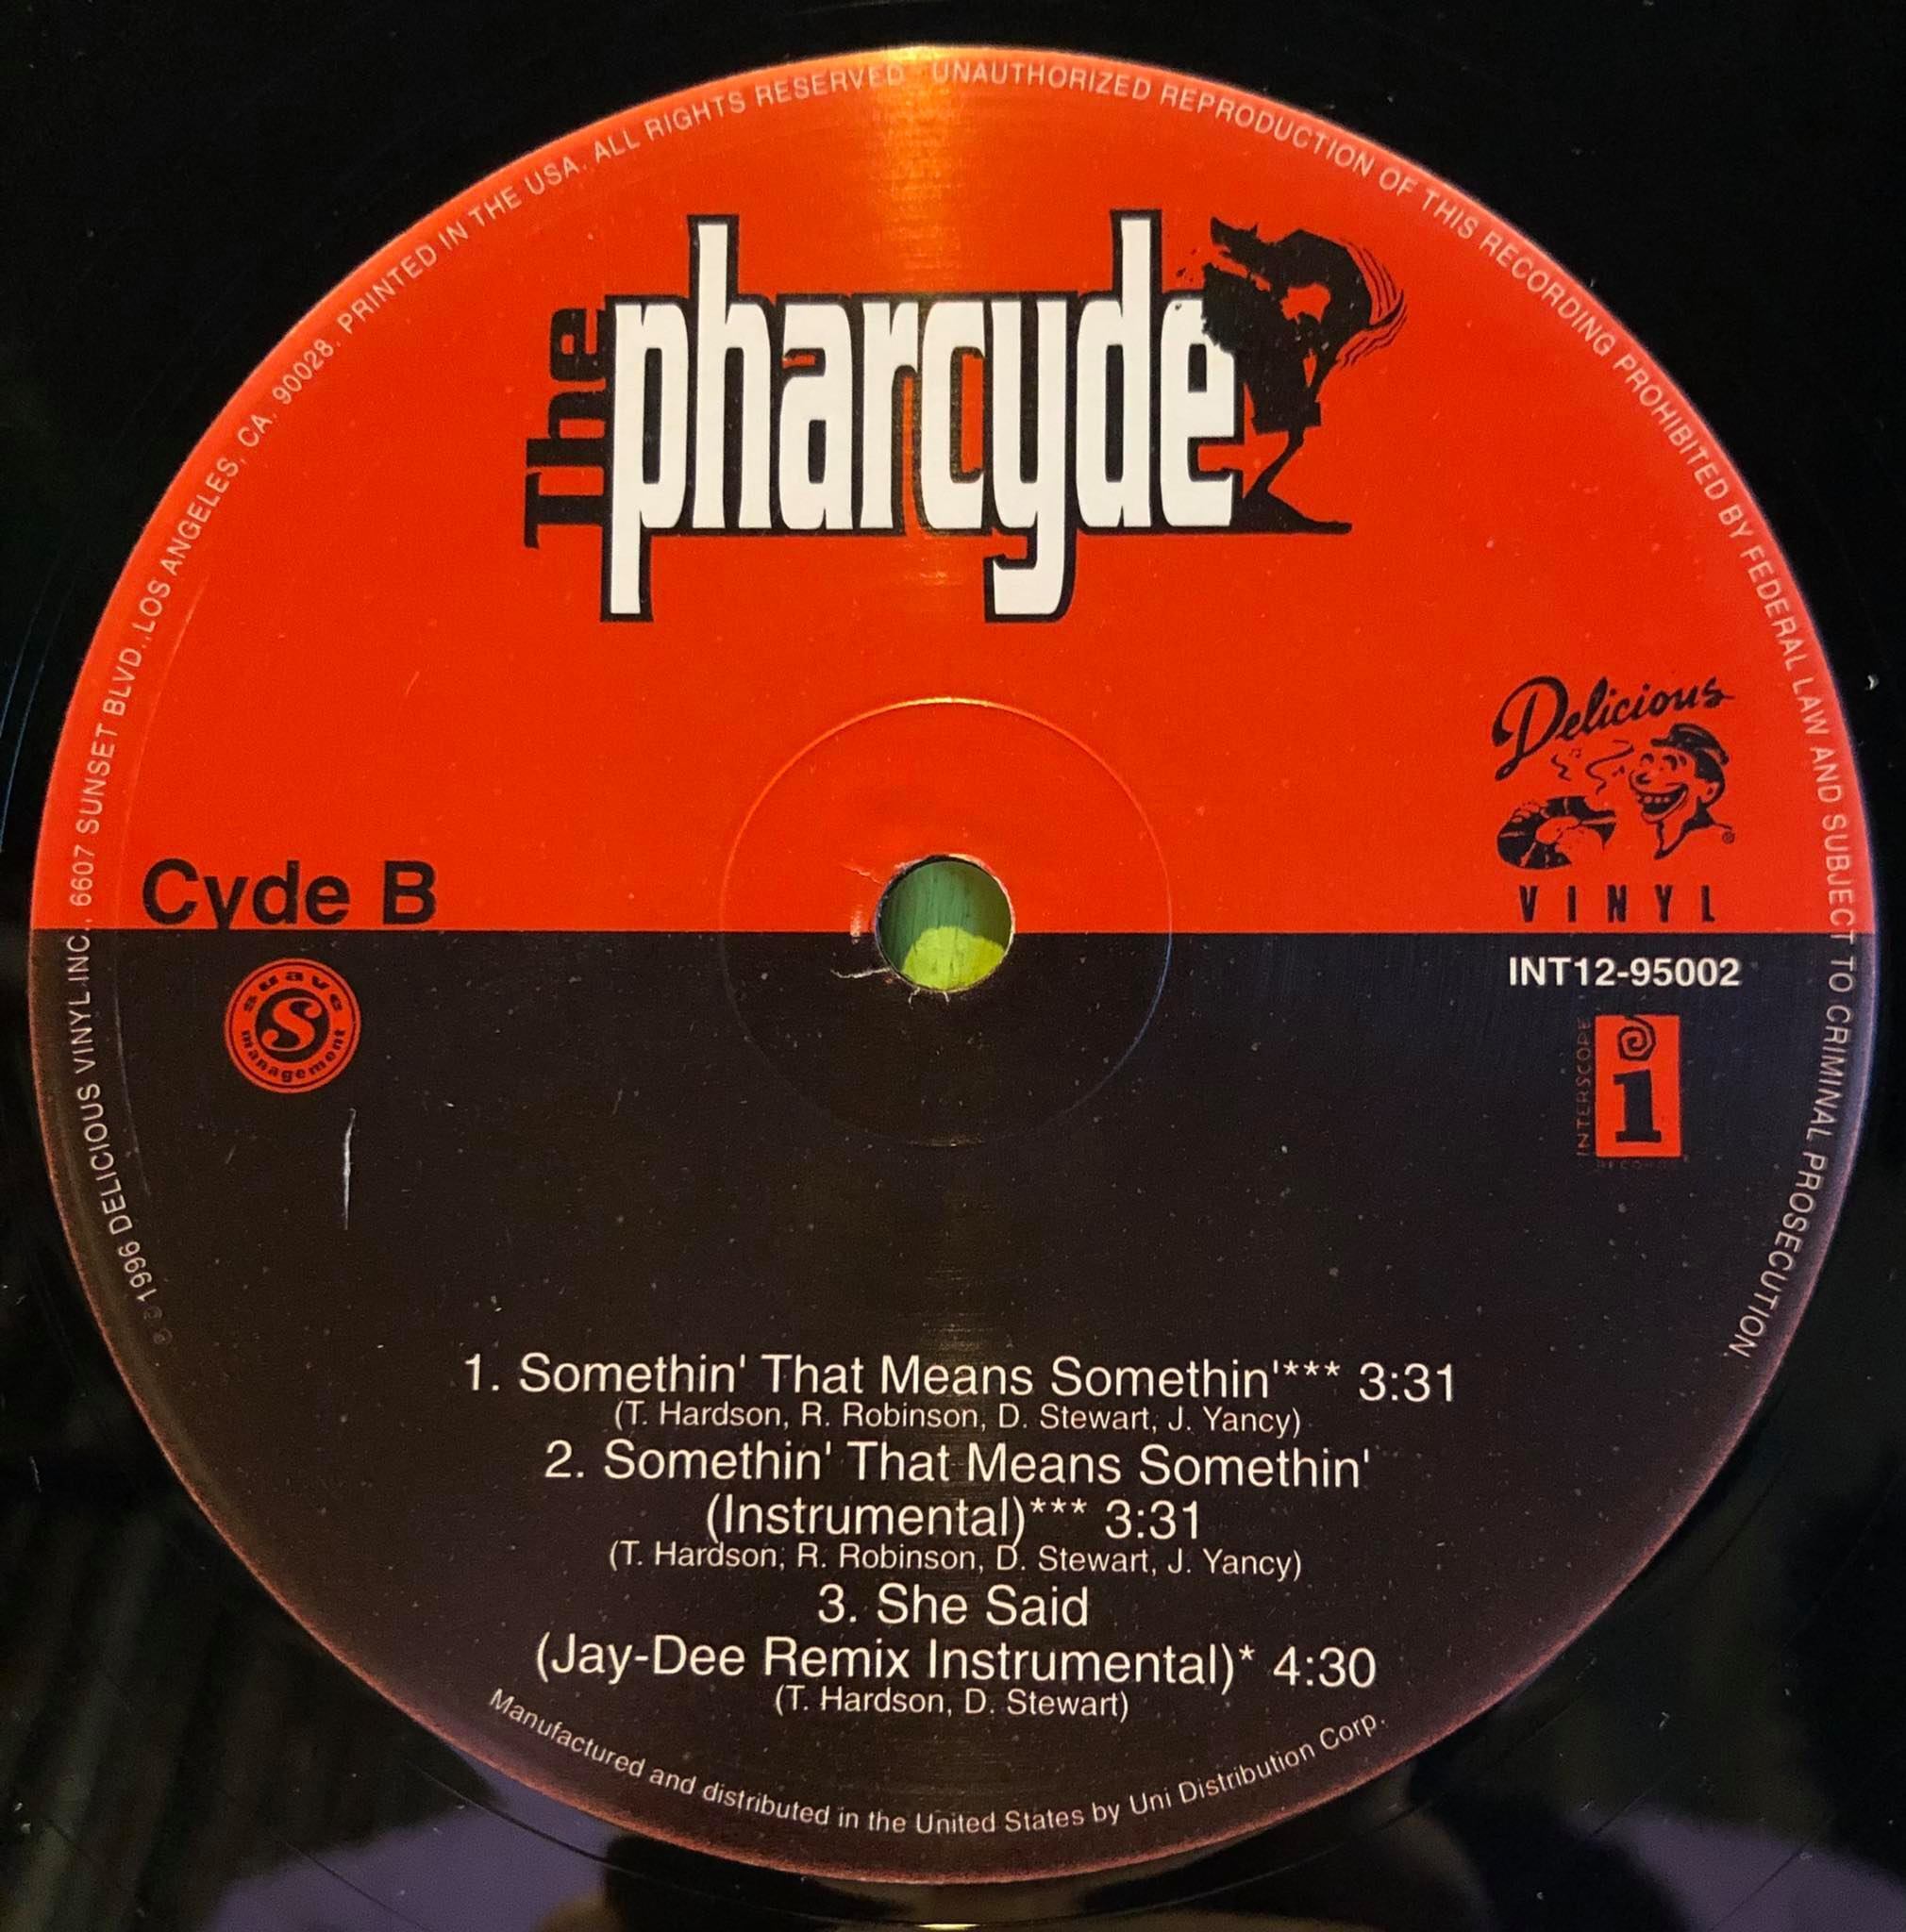 ℗© 1996 DELICIOUS VINYL INC., 6607 SUNSET BLVD., LOS ANGELES, CA. 90028. PRINTED IN THE USA. ALL RIGHTS RESERVED. UNAUTHORIZED REPRODUCTION OF THIS RECORDING PROHIBITED BY FEDERAL LAW AND SUBJECT TO CRIMINAL PROSECUTION.
The pharcyde
Delicious
VINYL
Cyde B
INT12-95002
suave
S
management
INTERSCOPE
i
RECORDS
1. Somethin' That Means Somethin'*** 3:31
(T. Hardson, R. Robinson, D. Stewart, J. Yancy)
2. Somethin' That Means Somethin'
(Instrumental)*** 3:31
(T. Hardson, R. Robinson, D. Stewart, J. Yancy)
3. She Said
(Jay-Dee Remix Instrumental)* 4:30
(T. Hardson, D. Stewart)
Manufactured and distributed in the United States by Uni Distribution Corp.